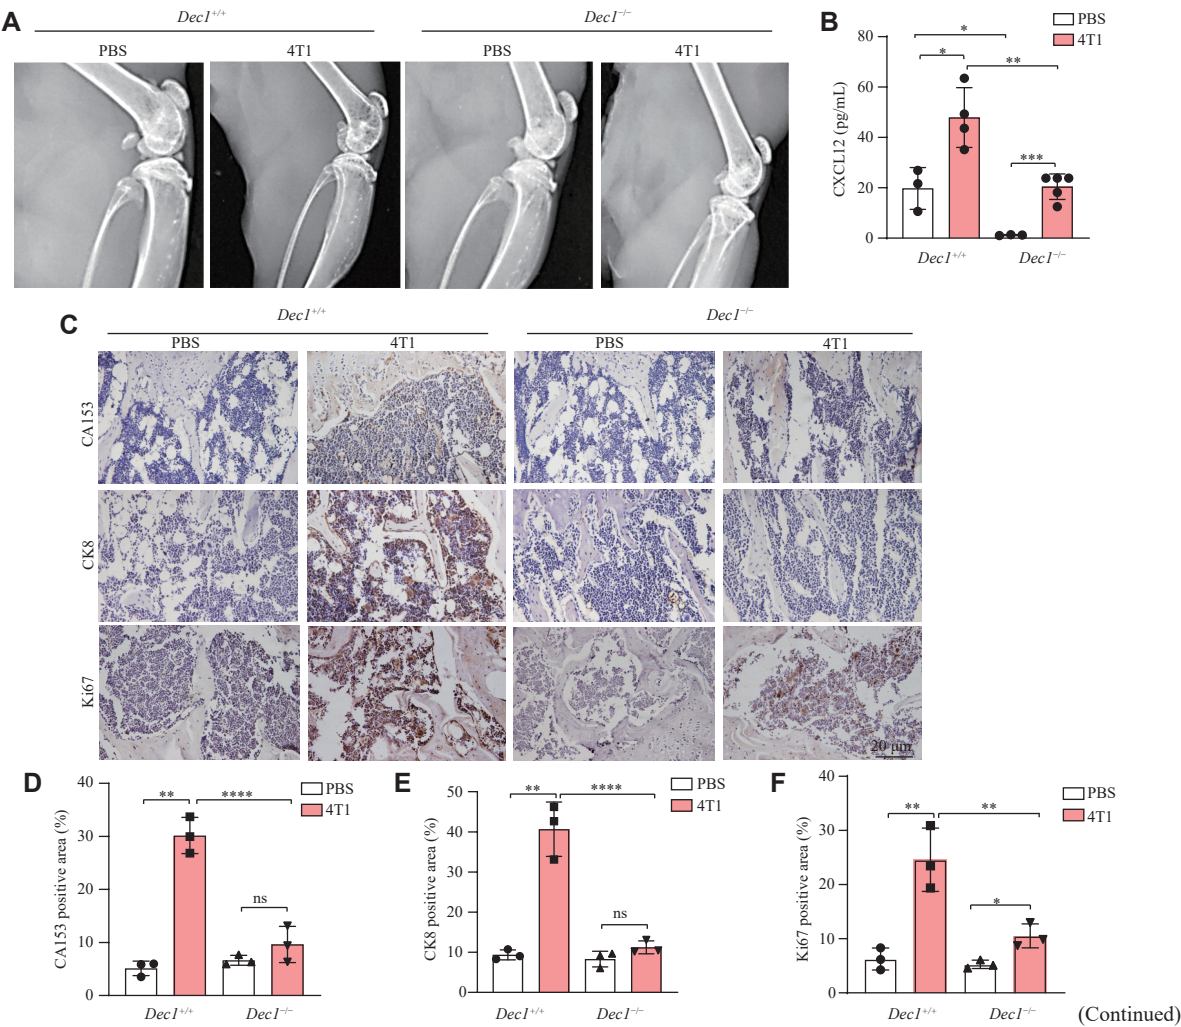 A
Dec1+/+
Dec1−/−
PBS
4T1
PBS
4T1
B
PBS
4T1
CXCL12 (pg/mL)
80
60
40
20
0
*
*
**
***
Dec1+/+
Dec1−/−
C
Dec1+/+
Dec1−/−
PBS
4T1
PBS
4T1
CA153
CK8
Ki67
20 μm
D
CA153 positive area (%)
40
30
20
10
0
**
****
ns
PBS
4T1
Dec1+/+
Dec1−/−
E
CK8 positive area (%)
50
40
30
20
10
0
**
****
ns
PBS
4T1
Dec1+/+
Dec1−/−
F
Ki67 positive area (%)
40
30
20
10
0
**
**
*
PBS
4T1
Dec1+/+
Dec1−/−
(Continued)